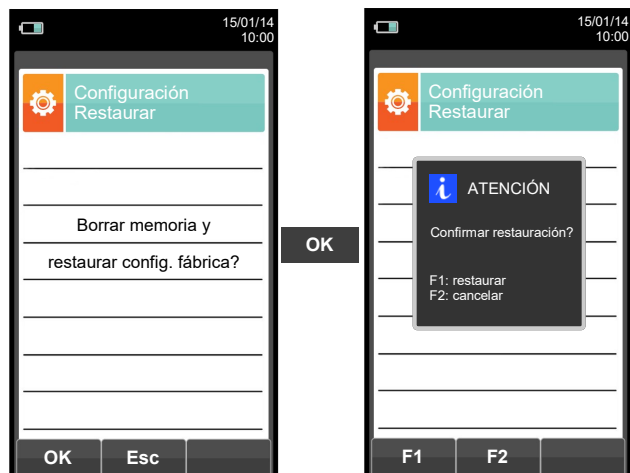 15/01/14
10:00
Configuración
Restaurar
Borrar memoria y
restaurar config. fábrica?
OK
Esc
OK
15/01/14
10:00
Configuración
Restaurar
ATENCIÓN
Confirmar restauración?
F1: restaurar
F2: cancelar
F1
F2